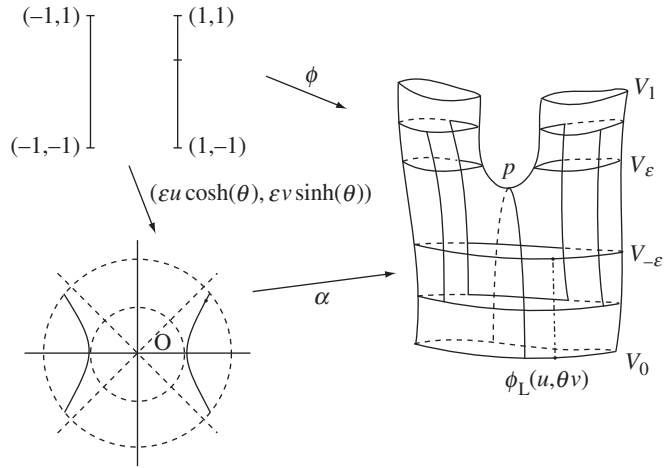 (–1,1) (1,1)
ϕ
V₁
(–1,–1) (1,–1)
p
Vε
(εu cosh(θ), εv sinh(θ))
V₋ε
α
O
V₀
ϕL(u,θv)